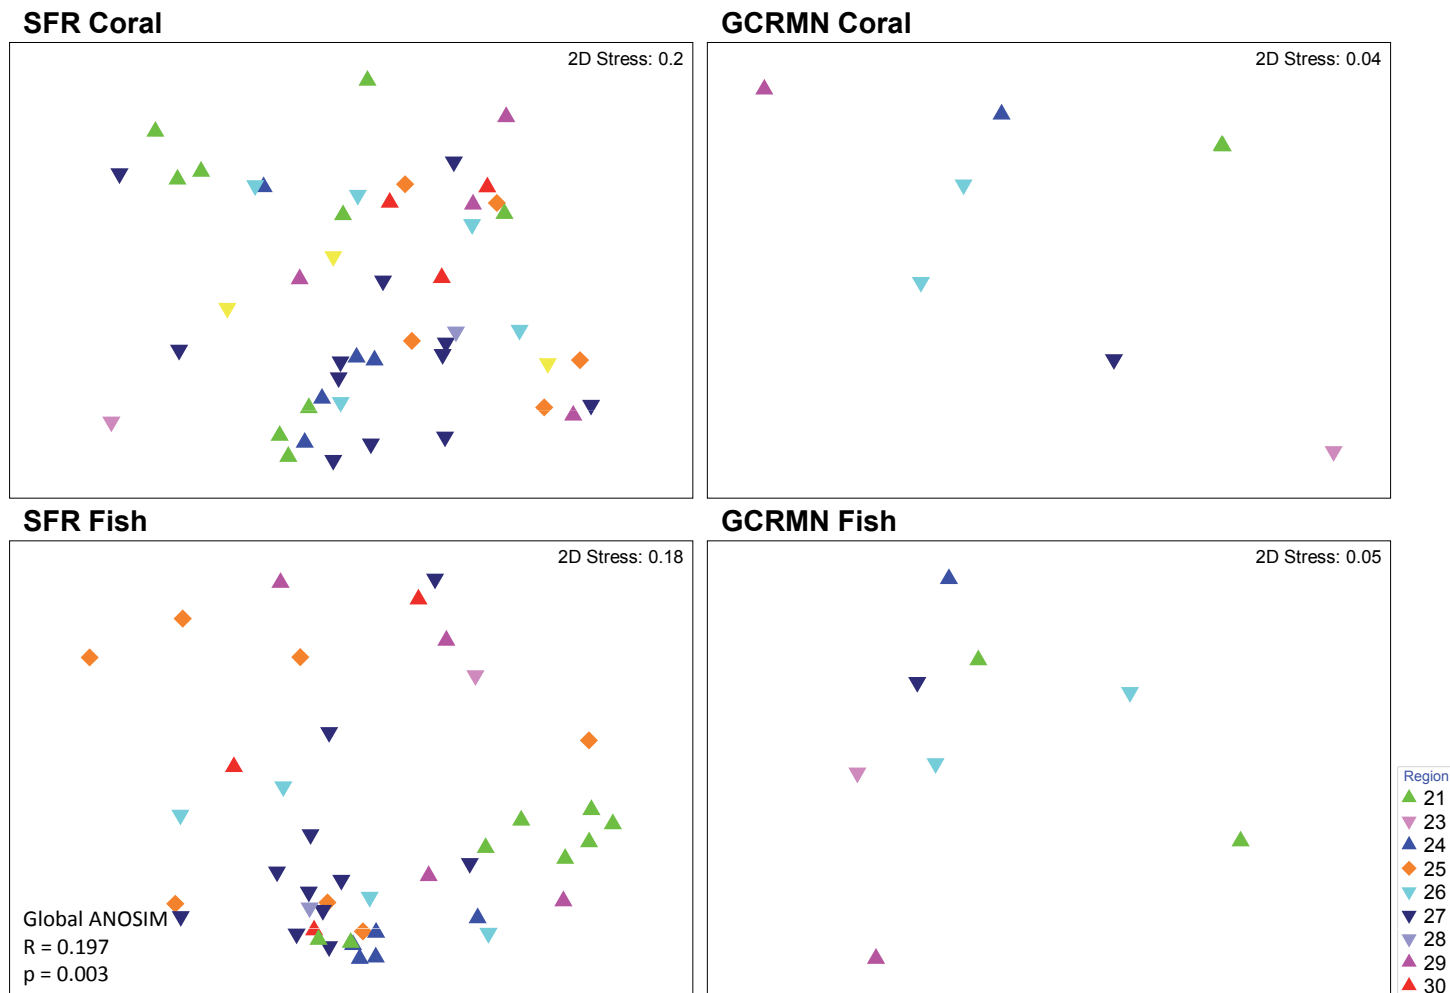 SFR Coral
2D Stress: 0.2
GCRMN Coral
2D Stress: 0.04
SFR Fish
2D Stress: 0.18
Global ANOSIM
R = 0.197
p = 0.003
GCRMN Fish
2D Stress: 0.05
Region
21
23
24
25
26
27
28
29
30